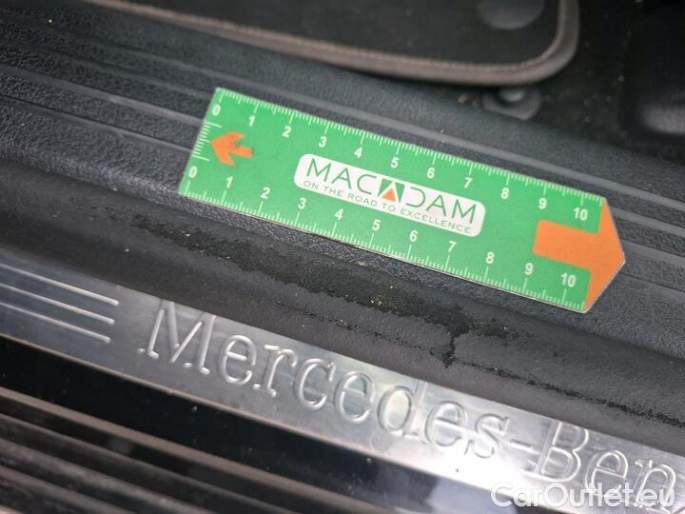 0 1 2 3 4 5 6 7 8 9 10
MACADAM
ON THE ROAD TO EXCELLENCE
0 1 2 3 4 5 6 7 8 9 10
Mercedes-Ben
CarOutlet.eu